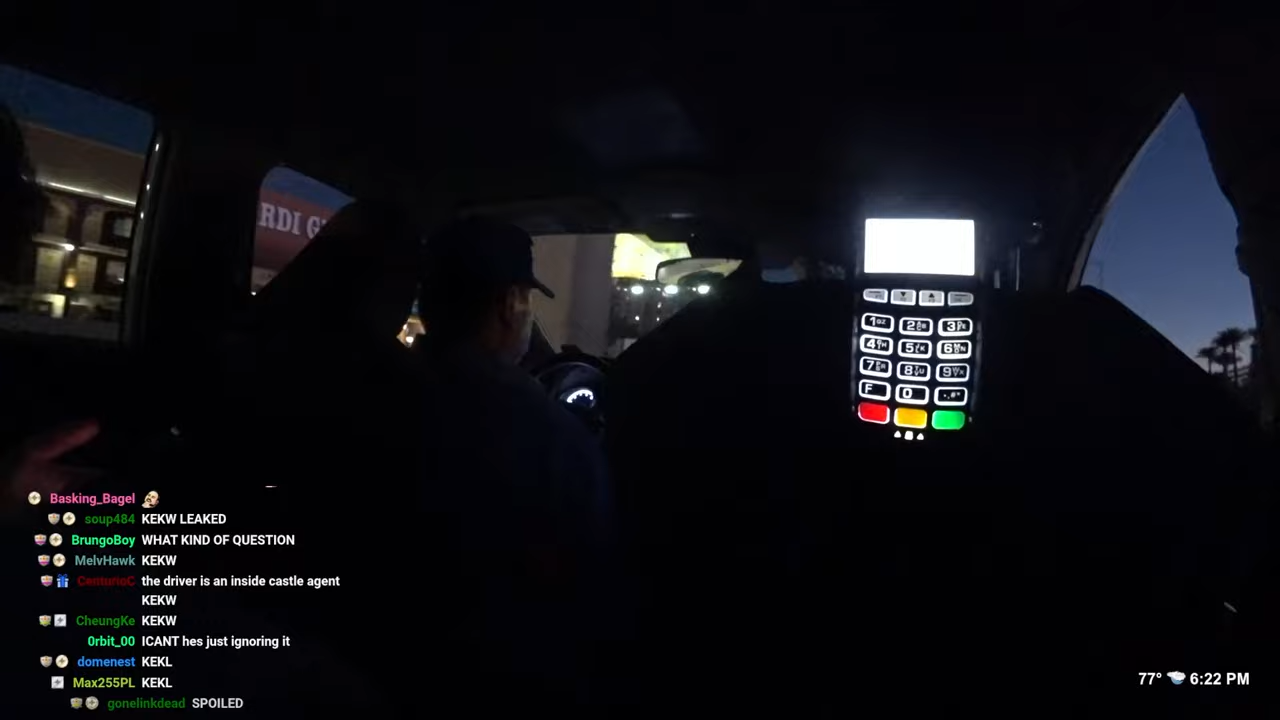 RDI G
1
2
3
4
5
6
7
8
9
F
0
Basking_Bagel
soup484 KEKW LEAKED
BrungoBoy WHAT KIND OF QUESTION
MelvHawk KEKW
CenturioC the driver is an inside castle agent
KEKW
CheungKe KEKW
0rbit_00 ICANT hes just ignoring it
domenest KEKL
Max255PL KEKL
gonelinkdead SPOILED
77° 6:22 PM